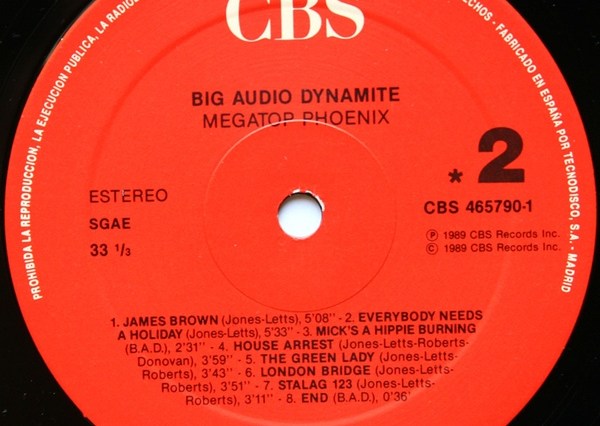 CBS
PROHIBIDA LA REPRODUCCION, LA EJECUCION PUBLICA, LA RADIO
ECHOS - FABRICADO EN ESPAÑA POR TECNODISCO, S.A. - MADRID
BIG AUDIO DYNAMITE
MEGATOP PHOENIX
* 2
ESTEREO
SGAE
33 1/3
CBS 465790-1
Ⓟ 1989 CBS Records Inc.
© 1989 CBS Records Inc.
1. JAMES BROWN (Jones-Letts), 5'08" - 2. EVERYBODY NEEDS
A HOLIDAY (Jones-Letts), 5'33" - 3. MICK'S A HIPPIE BURNING
(B.A.D.), 2'31" - 4. HOUSE ARREST (Jones-Letts-Roberts-
Donovan), 3'59" - 5. THE GREEN LADY (Jones-Letts-
Roberts), 3'43" - 6. LONDON BRIDGE (Jones-Letts-
Roberts), 3'51" - 7. STALAG 123 (Jones-Letts-
Roberts), 3'11" - 8. END (B.A.D.), 0'36"